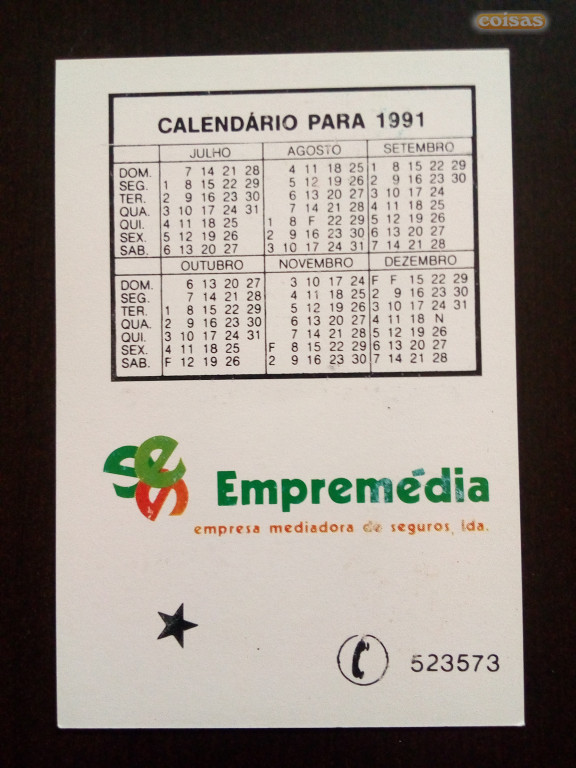 coisas
CALENDÁRIO PARA 1991
JULHO AGOSTO SETEMBRO
DOM. 7 14 21 28 4 11 18 25 1 8 15 22 29
SEG. 1 8 15 22 29 5 12 19 26 2 9 16 23 30
TER. 2 9 16 23 30 6 13 20 27 3 10 17 24
QUA. 3 10 17 24 31 7 14 21 28 4 11 18 25
QUI. 4 11 18 25 1 8 F 22 29 5 12 19 26
SEX. 5 12 19 26 2 9 16 23 30 6 13 20 27
SAB. 6 13 20 27 3 10 17 24 31 7 14 21 28
OUTUBRO NOVEMBRO DEZEMBRO
DOM. 6 13 20 27 3 10 17 24 F F 15 22 29
SEG. 7 14 21 28 4 11 18 25 2 9 16 23 30
TER. 1 8 15 22 29 5 12 19 26 3 10 17 24 31
QUA. 2 9 16 23 30 6 13 20 27 4 11 18 N
QUI. 3 10 17 24 31 7 14 21 28 5 12 19 26
SEX. 4 11 18 25 F 8 15 22 29 6 13 20 27
SAB. F 12 19 26 2 9 16 23 30 7 14 21 28
ses
Empremédia
empresa mediadora de seguros, lda.
523573